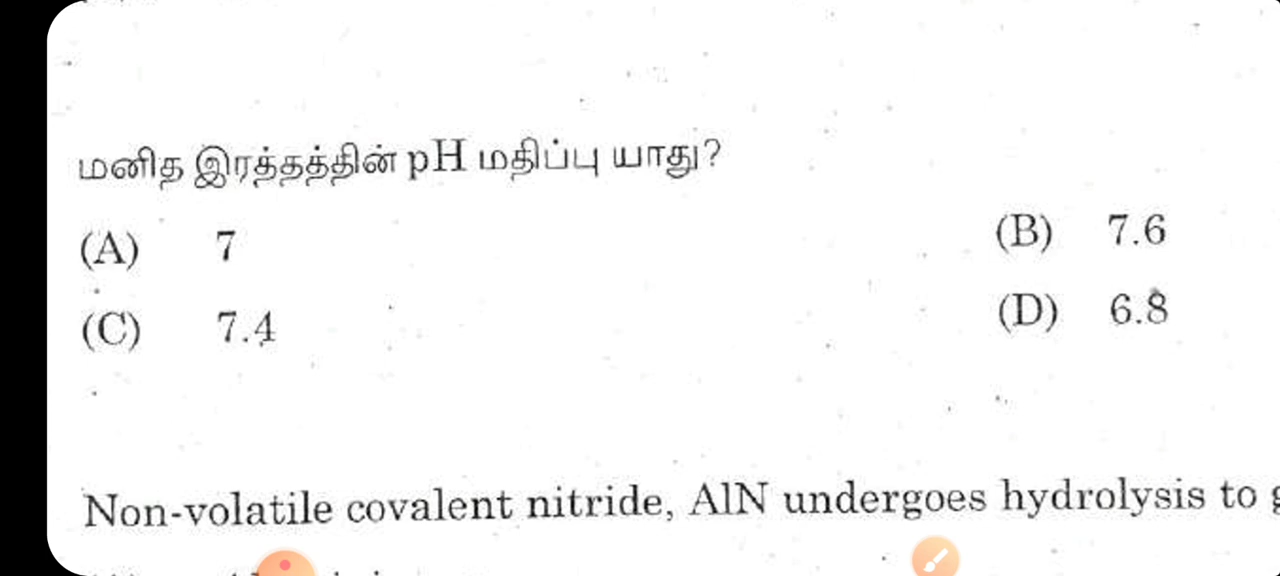 மனித இரத்தத்தின் pH மதிப்பு யாது?
(A) 7 (B) 7.6
(C) 7.4 (D) 6.8
Non-volatile covalent nitride, AlN undergoes hydrolysis to